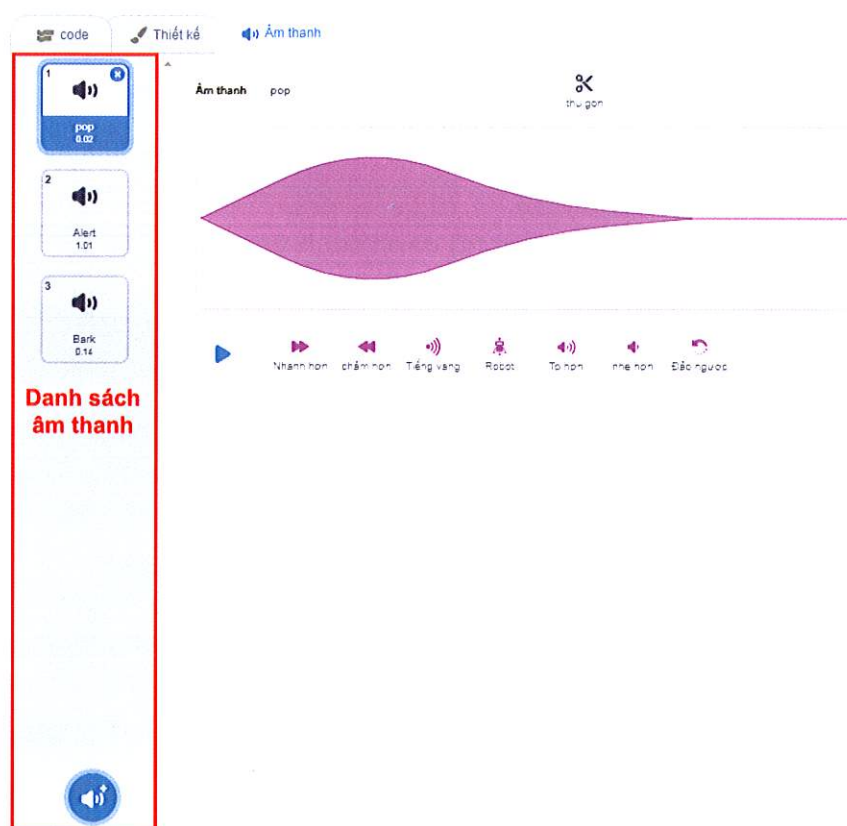 code
Thiết kế
Âm thanh
1
pop
0.02
2
Alert
1.01
3
Bark
0.14
Danh sách
âm thanh
Âm thanh pop
thu gọn
Nhanh hơn
chậm hơn
Tiếng vang
Robot
To hơn
nhẹ hơn
Đảo ngược